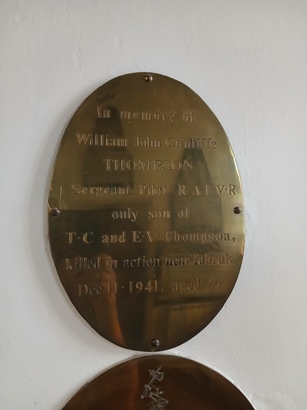 In memory of
William John Cunliffe
THOMPSON
Sergeant Pilot R·A·F·V·R
only son of
T·C and E·V Thompson,
killed in action near Tobruk
Dec 1941, aged